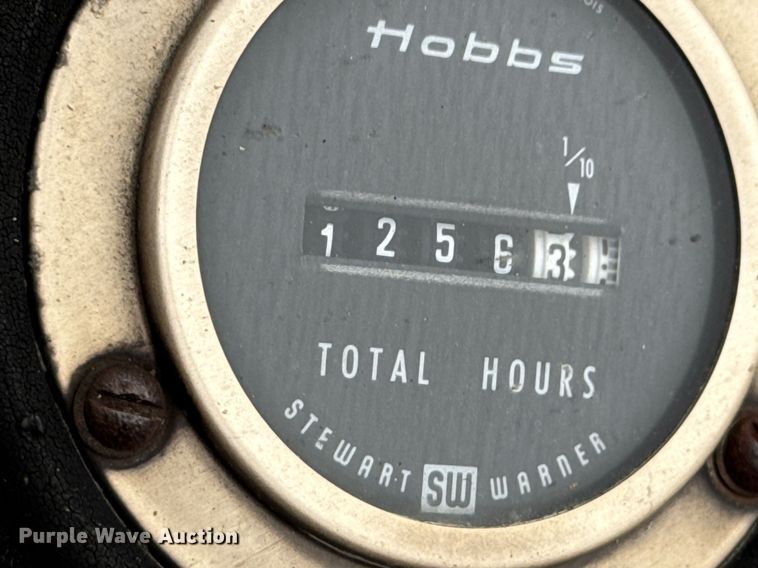 Hobbs
1/10
1 2 5 6 3
TOTAL HOURS
STEWART SW WARNER
Purple Wave Auction